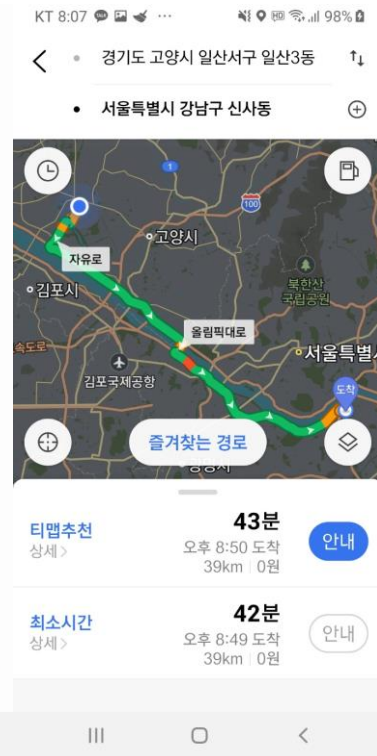 KT 8:07
98%
경기도 고양시 일산서구 일산3동
서울특별시 강남구 신사동
1
100
고양시
자유로
북한산
국립공원
김포시
올림픽대로
속도로
서울특별
김포국제공항
도착
즐겨찾는 경로
티맵추천
상세 >
43분
오후 8:50 도착
39km | 0원
안내
최소시간
상세 >
42분
오후 8:49 도착
39km | 0원
안내